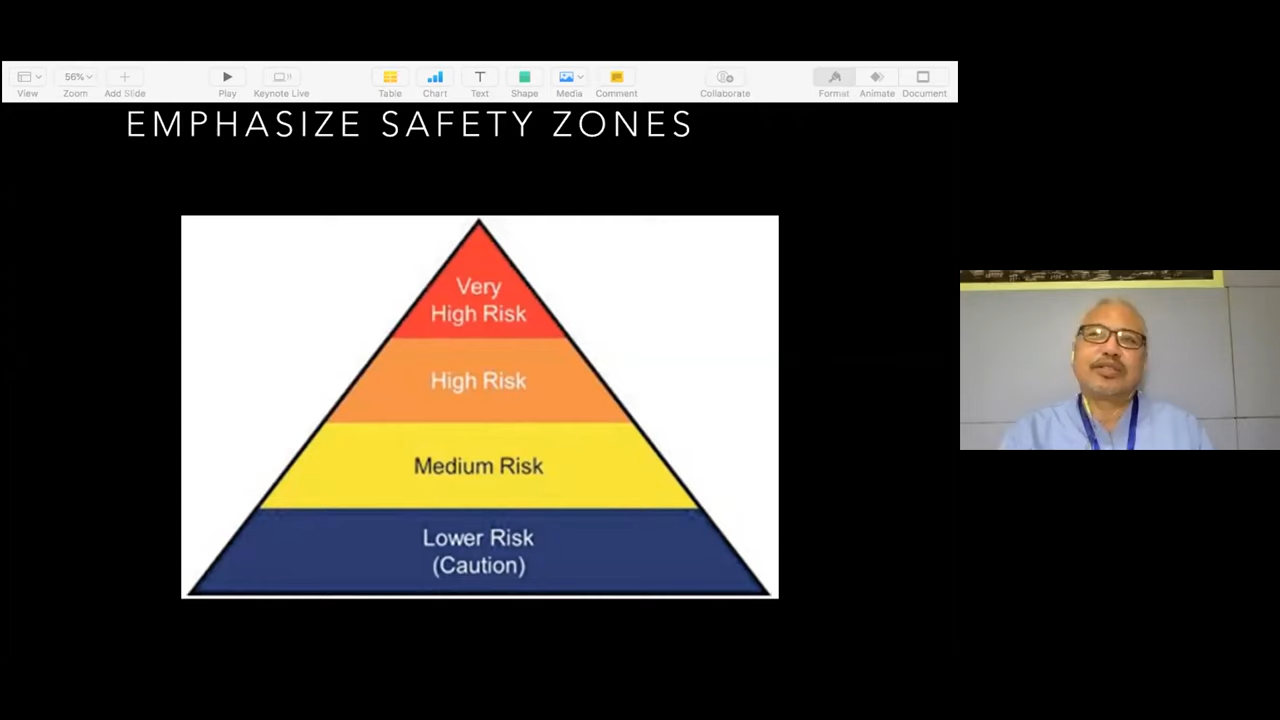 View
56%
Zoom
Add Slide
Play
Keynote Live
Table
Chart
Text
Shape
Media
Comment
Collaborate
Format
Animate
Document
EMPHASIZE SAFETY ZONES
Very
High Risk
High Risk
Medium Risk
Lower Risk
(Caution)